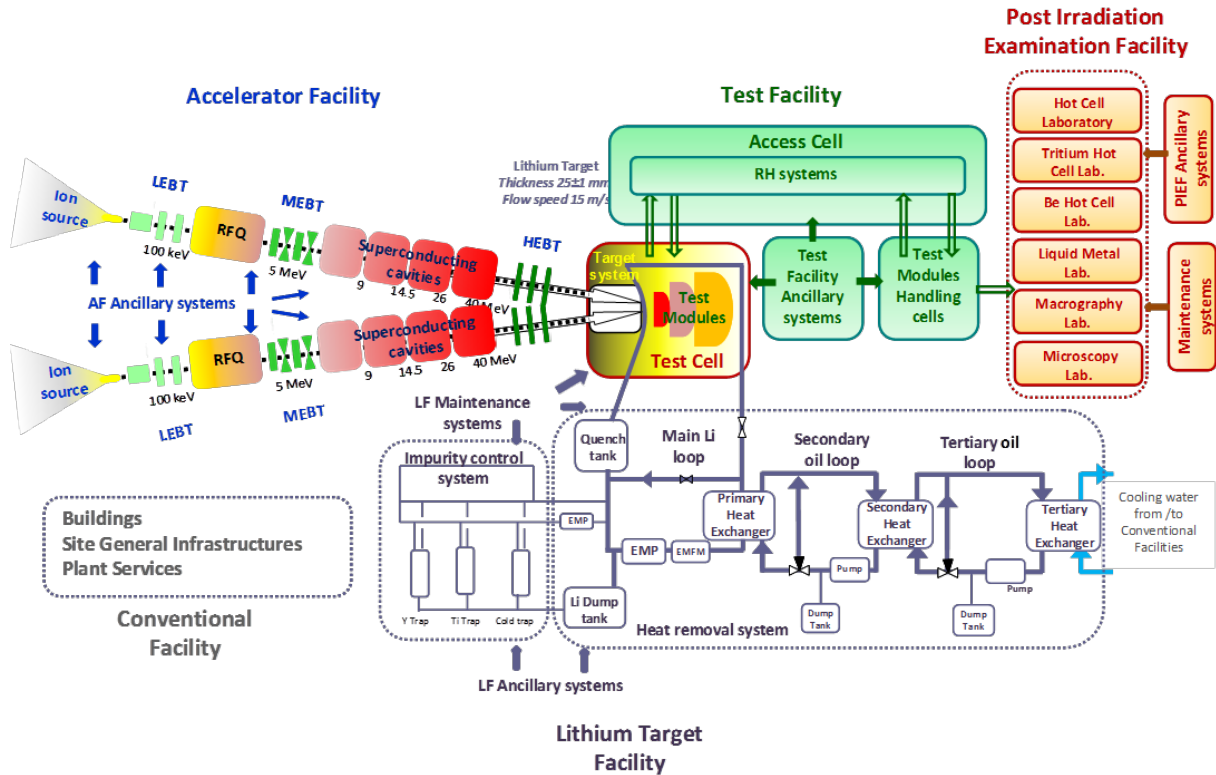 Post Irradiation
Examination Facility
Accelerator Facility
Test Facility
Hot Cell
Laboratory
Tritium Hot
Cell Lab.
Be Hot Cell
Lab.
Liquid Metal
Lab.
Macrography
Lab.
Microscopy
Lab.
PIEF Ancillary
systems
Maintenance
systems
Access Cell
RH systems
Lithium Target
Thickness 25±1 mm
Flow speed 15 m/s
Ion
source
LEBT
100 keV
RFQ
MEBT
5 MeV
Superconducting
cavities
9
14.5
26
40 MeV
HEBT
AF Ancillary systems
Ion
source
LEBT
100 keV
RFQ
MEBT
5 MeV
Superconducting
cavities
9
14.5
26
40 MeV
Target
system
Test
Modules
Test Cell
Test
Facility
Ancillary
systems
Test
Modules
Handling
cells
LF Maintenance
systems
Impurity control
system
Y Trap
Ti Trap
Cold trap
Quench
tank
Main Li
loop
EMP
EMP
EMFM
Li Dump
tank
Primary
Heat
Exchanger
Secondary
oil loop
Pump
Dump
Tank
Secondary
Heat
Exchanger
Tertiary oil
loop
Pump
Dump
Tank
Tertiary
Heat
Exchanger
Cooling water
from /to
Conventional
Facilities
Heat removal system
LF Ancillary systems
Buildings
Site General Infrastructures
Plant Services
Conventional
Facility
Lithium Target
Facility